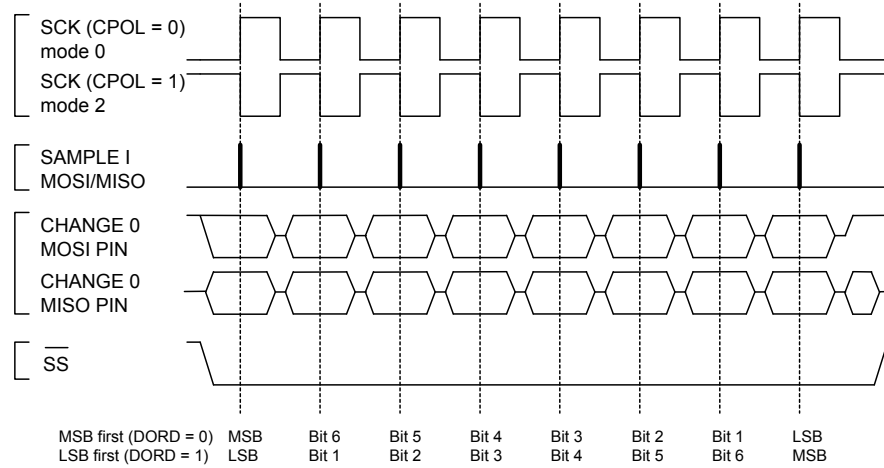 SCK (CPOL = 0)
mode 0
SCK (CPOL = 1)
mode 2
SAMPLE I
MOSI/MISO
CHANGE 0
MOSI PIN
CHANGE 0
MISO PIN
SS
MSB first (DORD = 0) MSB Bit 6 Bit 5 Bit 4 Bit 3 Bit 2 Bit 1 LSB
LSB first (DORD = 1) LSB Bit 1 Bit 2 Bit 3 Bit 4 Bit 5 Bit 6 MSB